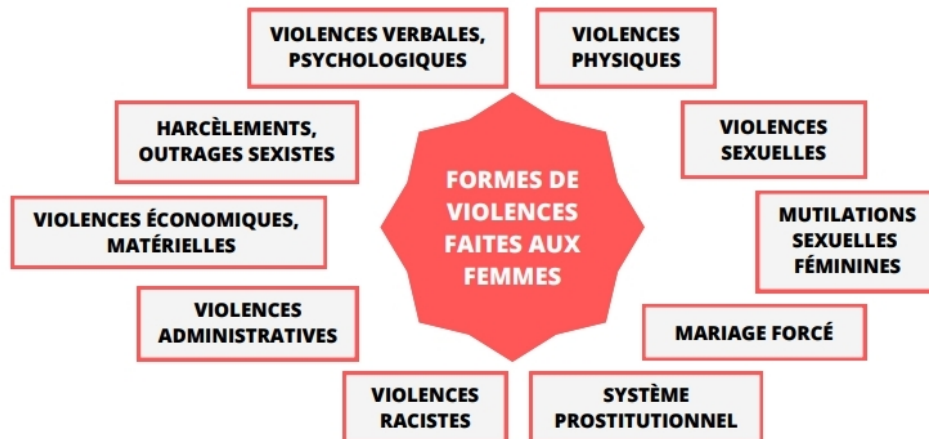 VIOLENCES VERBALES,
PSYCHOLOGIQUES
VIOLENCES
PHYSIQUES
HARCÈLEMENTS,
OUTRAGES SEXISTES
VIOLENCES
SEXUELLES
FORMES DE
VIOLENCES
FAITES AUX
FEMMES
VIOLENCES ÉCONOMIQUES,
MATÉRIELLES
MUTILATIONS
SEXUELLES
FÉMININES
VIOLENCES
ADMINISTRATIVES
MARIAGE FORCÉ
VIOLENCES
RACISTES
SYSTÈME
PROSTITUTIONNEL